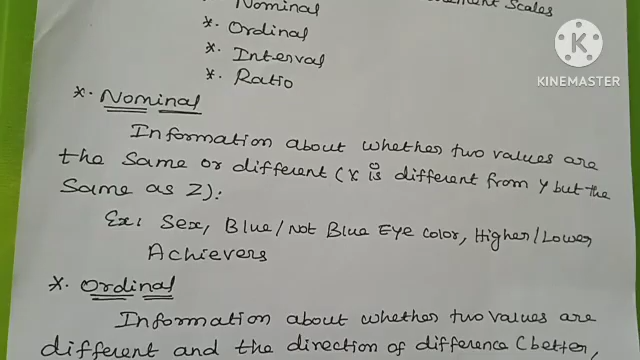 Scales
*. Nominal
*. Ordinal
*. Interval
*. Ratio
*. Nominal
Information about whether two values are
the same or different (X is different from Y but the
same as Z):
Ex: Sex, Blue/Not Blue Eye color, Higher/Lower
Achievers
*. Ordinal
Information about whether two values are
different and the direction of difference (better,
KINEMASTER